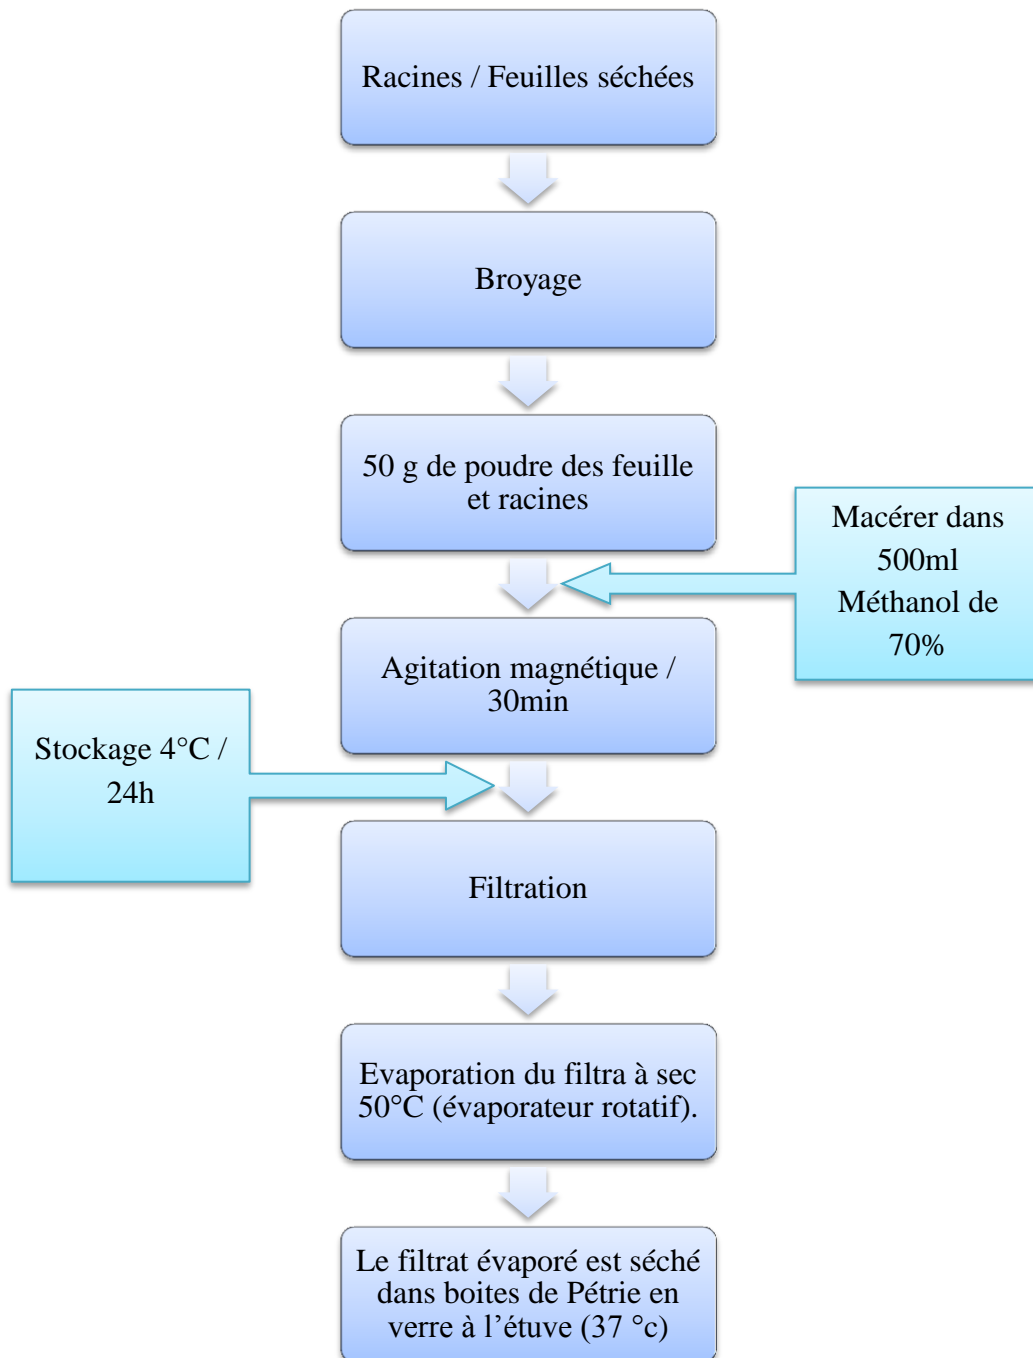 Racines / Feuilles séchées
Broyage
50 g de poudre des feuille
et racines
Macérer dans
500ml
Méthanol de
70%
Agitation magnétique /
30min
Stockage 4°C /
24h
Filtration
Evaporation du filtra à sec
50°C (évaporateur rotatif).
Le filtrat évaporé est séché
dans boites de Pétrie en
verre à l’étuve (37 °c)